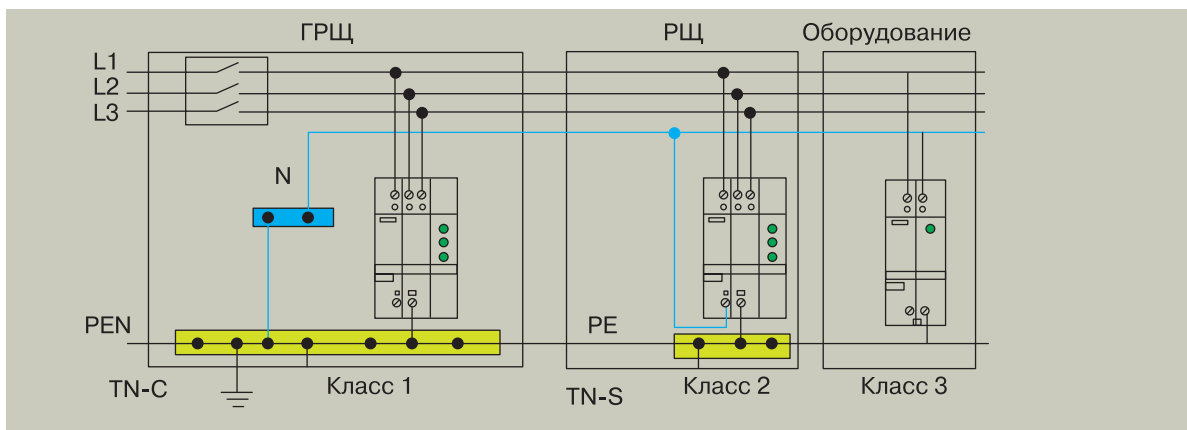 ГРЩ РЩ Оборудование
L1
L2
L3
N
PEN PE
TN-C Класс 1 TN-S Класс 2 Класс 3